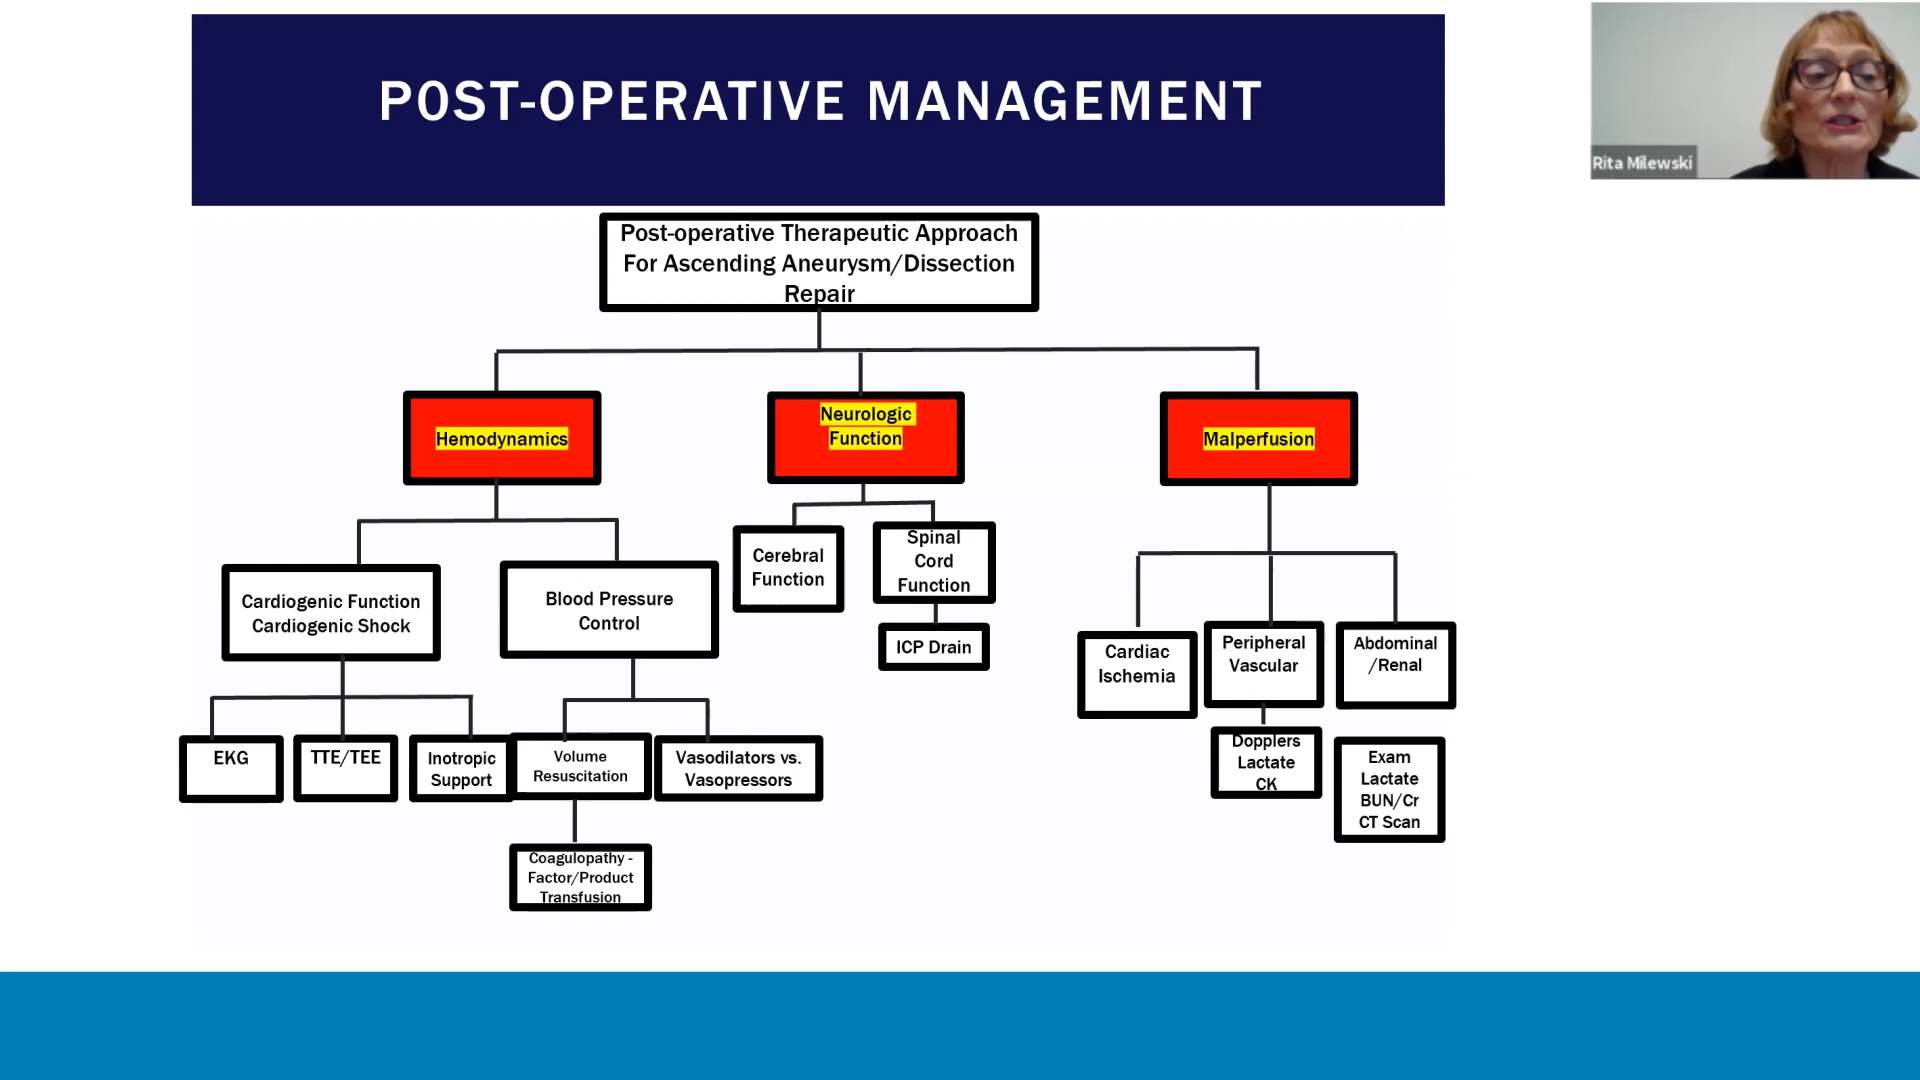 POST-OPERATIVE MANAGEMENT
Rita Milewski
Post-operative Therapeutic Approach
For Ascending Aneurysm/Dissection
Repair
Hemodynamics
Neurologic
Function
Malperfusion
Cardiogenic Function
Cardiogenic Shock
Blood Pressure
Control
Cerebral
Function
Spinal
Cord
Function
ICP Drain
Cardiac
Ischemia
Peripheral
Vascular
Abdominal
/Renal
EKG
TTE/TEE
Inotropic
Support
Volume
Resuscitation
Vasodilators vs.
Vasopressors
Dopplers
Lactate
CK
Exam
Lactate
BUN/Cr
CT Scan
Coagulopathy -
Factor/Product
Transfusion